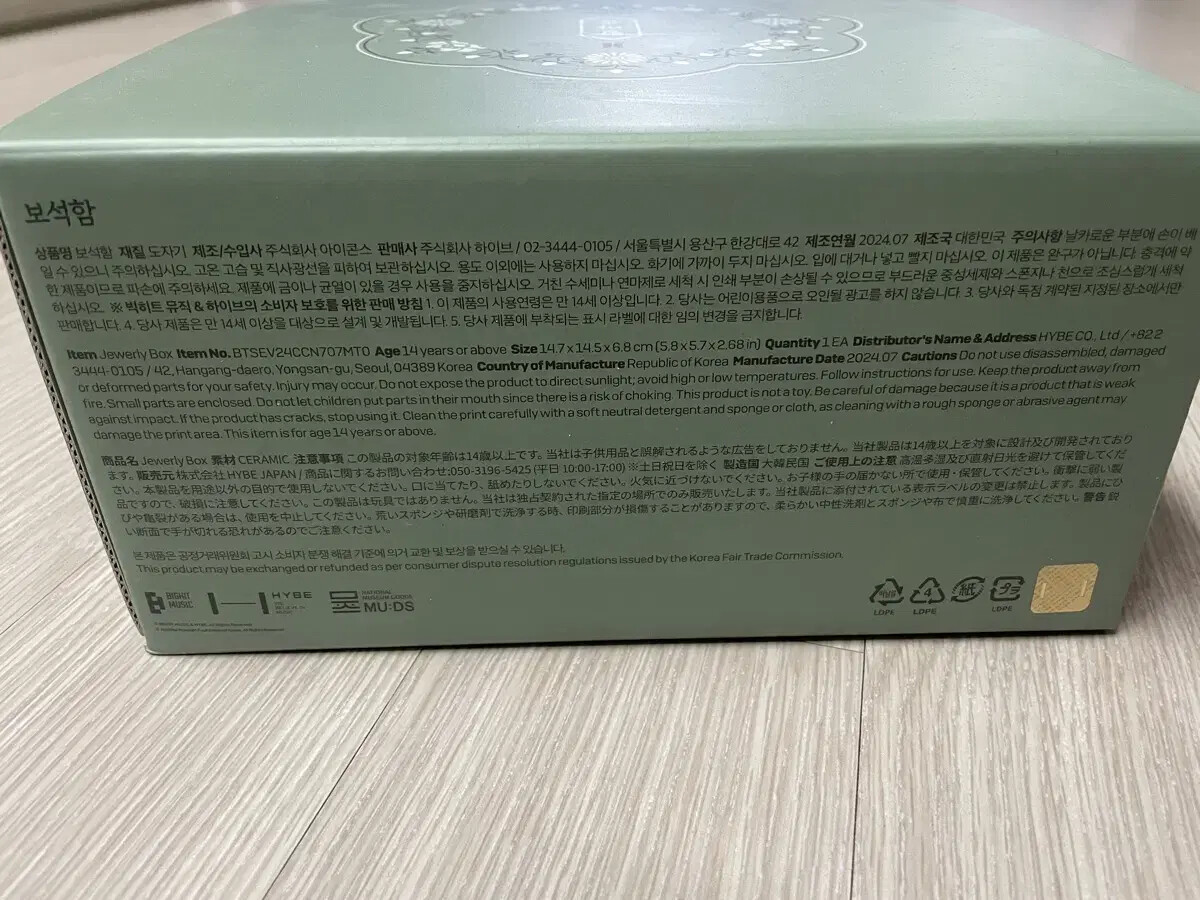 보석함
상품명 보석함 재질 도자기 제조/수입사 주식회사 아이콘스 판매사 주식회사 하이브 / 02-3444-0105 / 서울특별시 용산구 한강대로 42 제조연월 2024.07 제조국 대한민국 주의사항 날카로운 부분에 손이 베
일 수 있으니 주의하십시오. 고온 고습 및 직사광선을 피하여 보관하십시오. 용도 이외에는 사용하지 마십시오. 화기에 가까이 두지 마십시오. 입에 대거나 넣고 빨지 마십시오. 이 제품은 완구가 아닙니다. 충격에 약
한 제품이므로 파손에 주의하세요. 제품에 금이나 균열이 있을 경우 사용을 중지하십시오. 거친 수세미나 연마제로 세척 시 인쇄 부분이 손상될 수 있으므로 부드러운 중성세제와 스폰지나 천으로 조심스럽게 세척
하십시오. ※ 빅히트 뮤직 & 하이브의 소비자 보호를 위한 판매 방침 1. 이 제품의 사용연령은 만 14세 이상입니다. 2. 당사는 어린이용품으로 오인될 광고를 하지 않습니다. 3. 당사와 독점 계약된 지정된 장소에서만
판매합니다. 4. 당사 제품은 만 14세 이상을 대상으로 설계 및 개발됩니다. 5. 당사 제품에 부착되는 표시 라벨에 대한 임의 변경을 금지합니다.
Item Jewerly Box Item No. BTSEV24CCN707MT0 Age 14 years or above Size 14.7 x 14.5 x 6.8 cm (5.8 x 5.7 x 2.68 in) Quantity 1 EA Distributor's Name & Address HYBE CO., Ltd / +82 2
3444-0105 / 42, Hangang-daero, Yongsan-gu, Seoul, 04389 Korea Country of Manufacture Republic of Korea Manufacture Date 2024.07 Cautions Do not use disassembled, damaged
or deformed parts for your safety. Injury may occur. Do not expose the product to direct sunlight; avoid high or low temperatures. Follow instructions for use. Keep the product away from
fire. Small parts are enclosed. Do not let children put parts in their mouth since there is a risk of choking. This product is not a toy. Be careful of damage because it is a product that is weak
against impact. If the product has cracks, stop using it. Clean the print carefully with a soft neutral detergent and sponge or cloth, as cleaning with a rough sponge or abrasive agent may
damage the print area. This item is for age 14 years or above.
商品名 Jewerly Box 素材 CERAMIC 注意事項 この製品の対象年齢は14歳以上です。当社は子供用品と誤解されるような広告をしておりません。当社製品は14歳以上を対象に設計及び開発されており
ます。販売元 株式会社 HYBE JAPAN / 商品に関するお問い合わせ:050-3196-5425 (平日 10:00-17:00) ※土日祝日を除く 製造国 大韓民国 ご使用上の注意 高温多湿及び直射日光を避けて保管してくだ
さい。本製品を用途以外の目的で使用しないでください。口に当てたり、舐めたりしないでください。火気に近づけないでください。お子様の手の届かない所で使用・保管してください。衝撃に弱い製
品ですので、破損に注意してください。この製品は玩具ではありません。当社は独占契約された指定の場所でのみ販売いたします。当社製品に添付されている表示ラベルの変更は禁止します。製品にひ
びや亀裂がある場合は、使用を中止してください。荒いスポンジや研磨剤で洗浄する時、印刷部分が損傷することがありますので、柔らかい中性洗剤とスポンジや布で慎重に洗浄してください。警告 鋭
い断面で手が切れる恐れがあるのでご注意ください。
본 제품은 공정거래위원회 고시 소비자 분쟁 해결 기준에 의거 교환 및 보상을 받으실 수 있습니다.
This product may be exchanged or refunded as per consumer dispute resolution regulations issued by the Korea Fair Trade Commission.
BIGHIT MUSIC HYBE NATIONAL MUSEUM GOODS MU:DS
LDPE 4 LDPE 紙 プラ LDPE